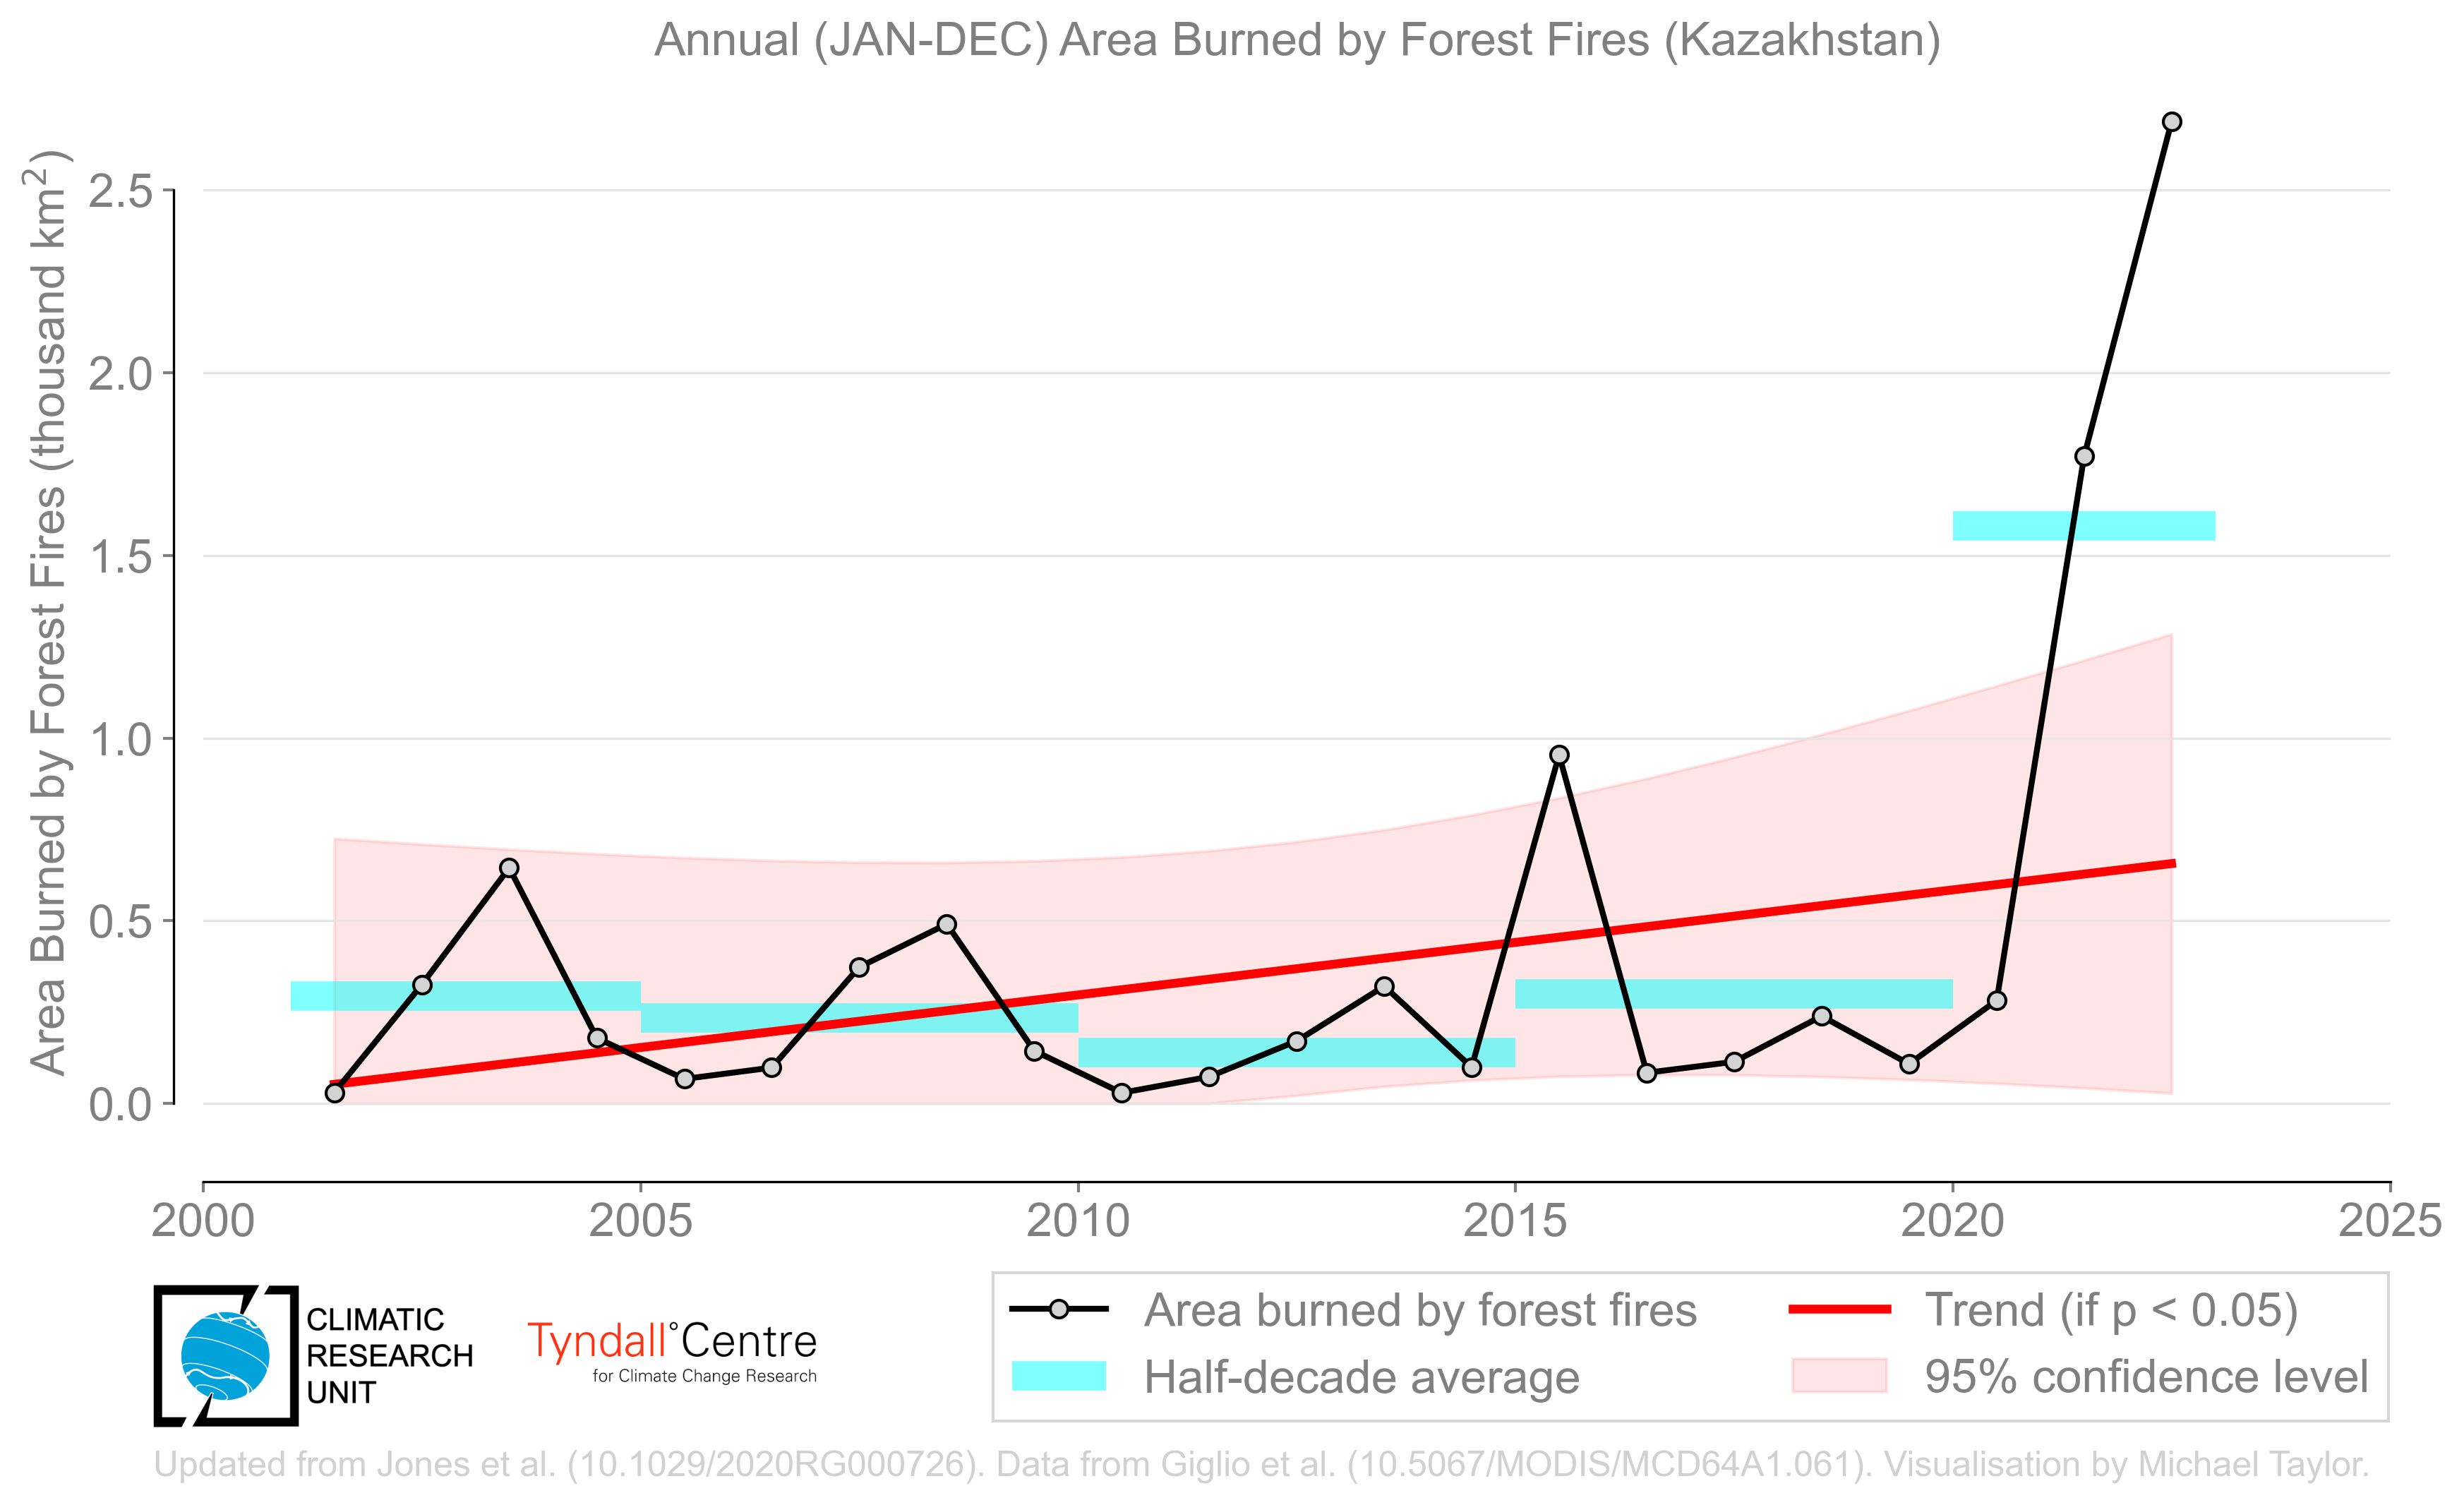 Annual (JAN-DEC) Area Burned by Forest Fires (Kazakhstan)
Area Burned by Forest Fires (thousand km²)
2.5
2.0
1.5
1.0
0.5
0.0
2000 2005 2010 2015 2020 2025
CLIMATIC
RESEARCH
UNIT
Tyndall°Centre
for Climate Change Research
Area burned by forest fires
Half-decade average
Trend (if p < 0.05)
95% confidence level
Updated from Jones et al. (10.1029/2020RG000726). Data from Giglio et al. (10.5067/MODIS/MCD64A1.061). Visualisation by Michael Taylor.